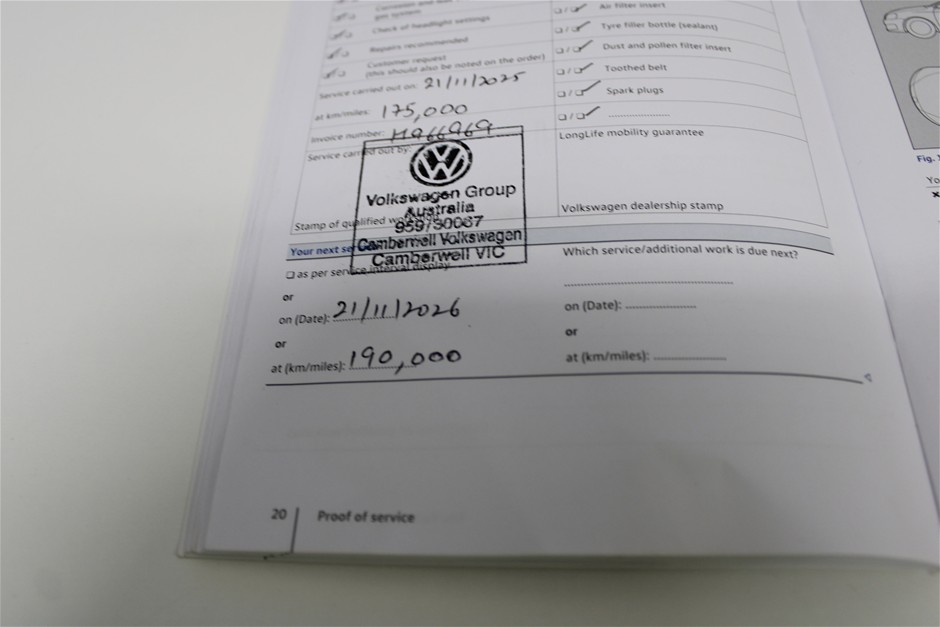 Check of headlight settings
Repairs recommended
Customer request
(this should also be noted on the order)
Service carried out on: 21/11/2025
at km/miles: 175,000
Invoice number:
Service carried out by:
VW
Volkswagen Group
Australia
Camberwell Volkswagen
Camberwell VIC
Stamp of qualified
Your next
as per service interval display
or
on (Date): 21/11/2026
or
at (km/miles): 190,000
Air filter insert
Tyre filler bottle (sealant)
Dust and pollen filter insert
Toothed belt
Spark plugs
LongLife mobility guarantee
Volkswagen dealership stamp
Which service/additional work is due next?
on (Date):
or
at (km/miles):
20 Proof of service
Fig.
Yo